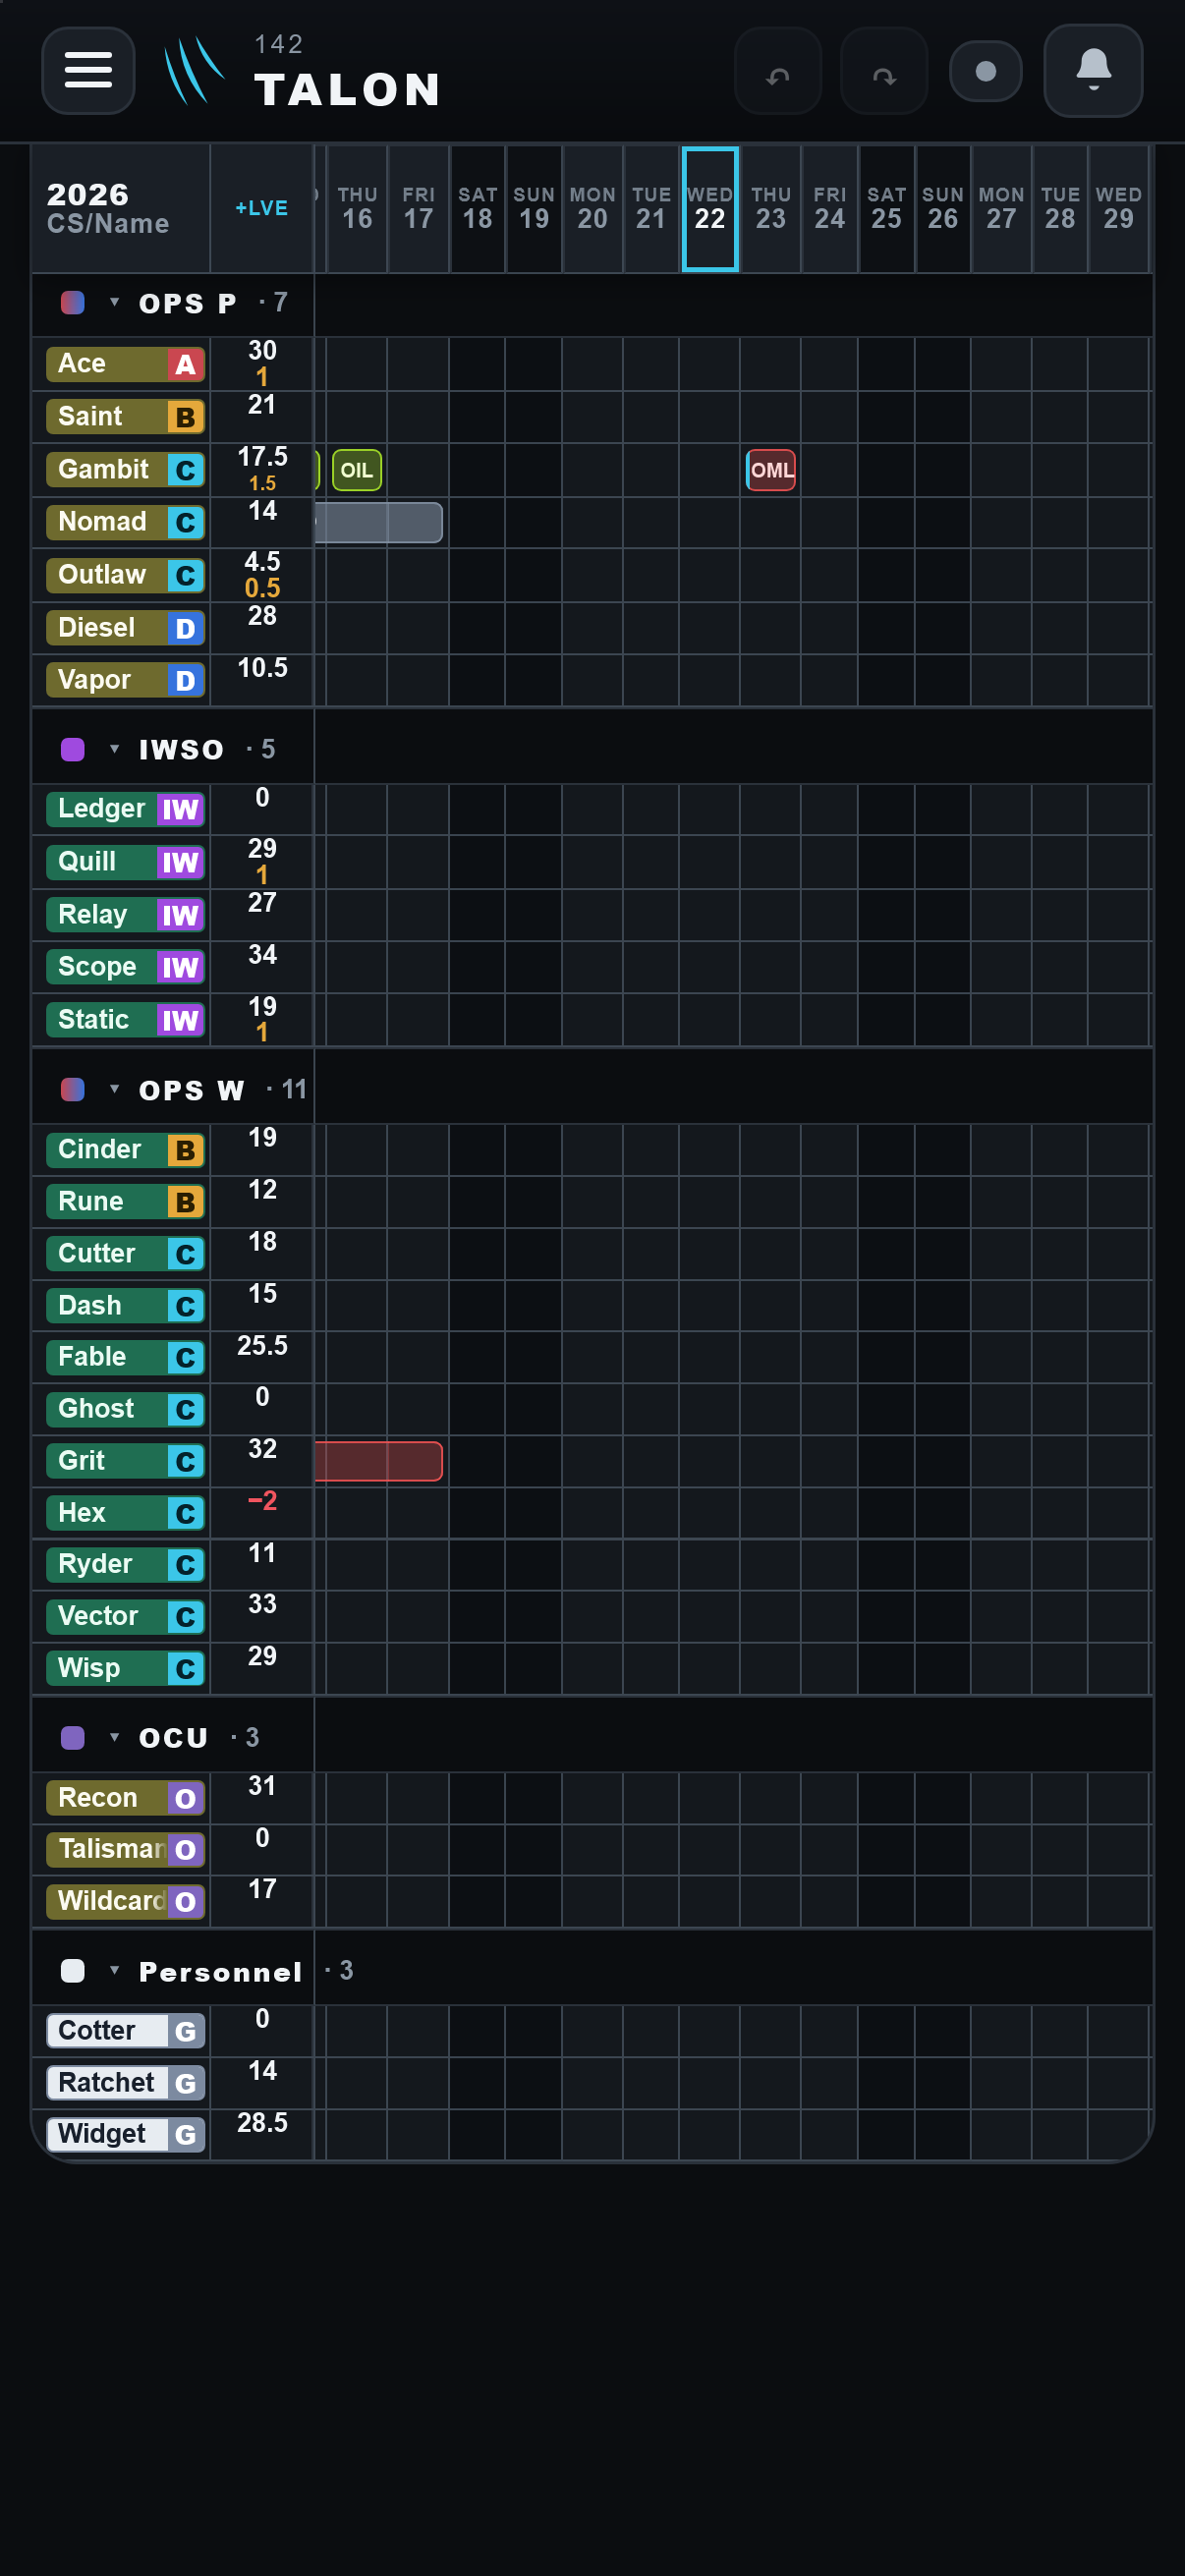 142
TALON
2026
CS/Name
+LVE
THU 16
FRI 17
SAT 18
SUN 19
MON 20
TUE 21
WED 22
THU 23
FRI 24
SAT 25
SUN 26
MON 27
TUE 28
WED 29
OPS P · 7
Ace A 30 1
Saint B 21
Gambit C 17.5 1.5 OIL OML
Nomad C 14
Outlaw C 4.5 0.5
Diesel D 28
Vapor D 10.5
IWSO · 5
Ledger IW 0
Quill IW 29 1
Relay IW 27
Scope IW 34
Static IW 19 1
OPS W · 11
Cinder B 19
Rune B 12
Cutter C 18
Dash C 15
Fable C 25.5
Ghost C 0
Grit C 32
Hex C −2
Ryder C 11
Vector C 33
Wisp C 29
OCU · 3
Recon O 31
Talisman O 0
Wildcard O 17
Personnel · 3
Cotter G 0
Ratchet G 14
Widget G 28.5